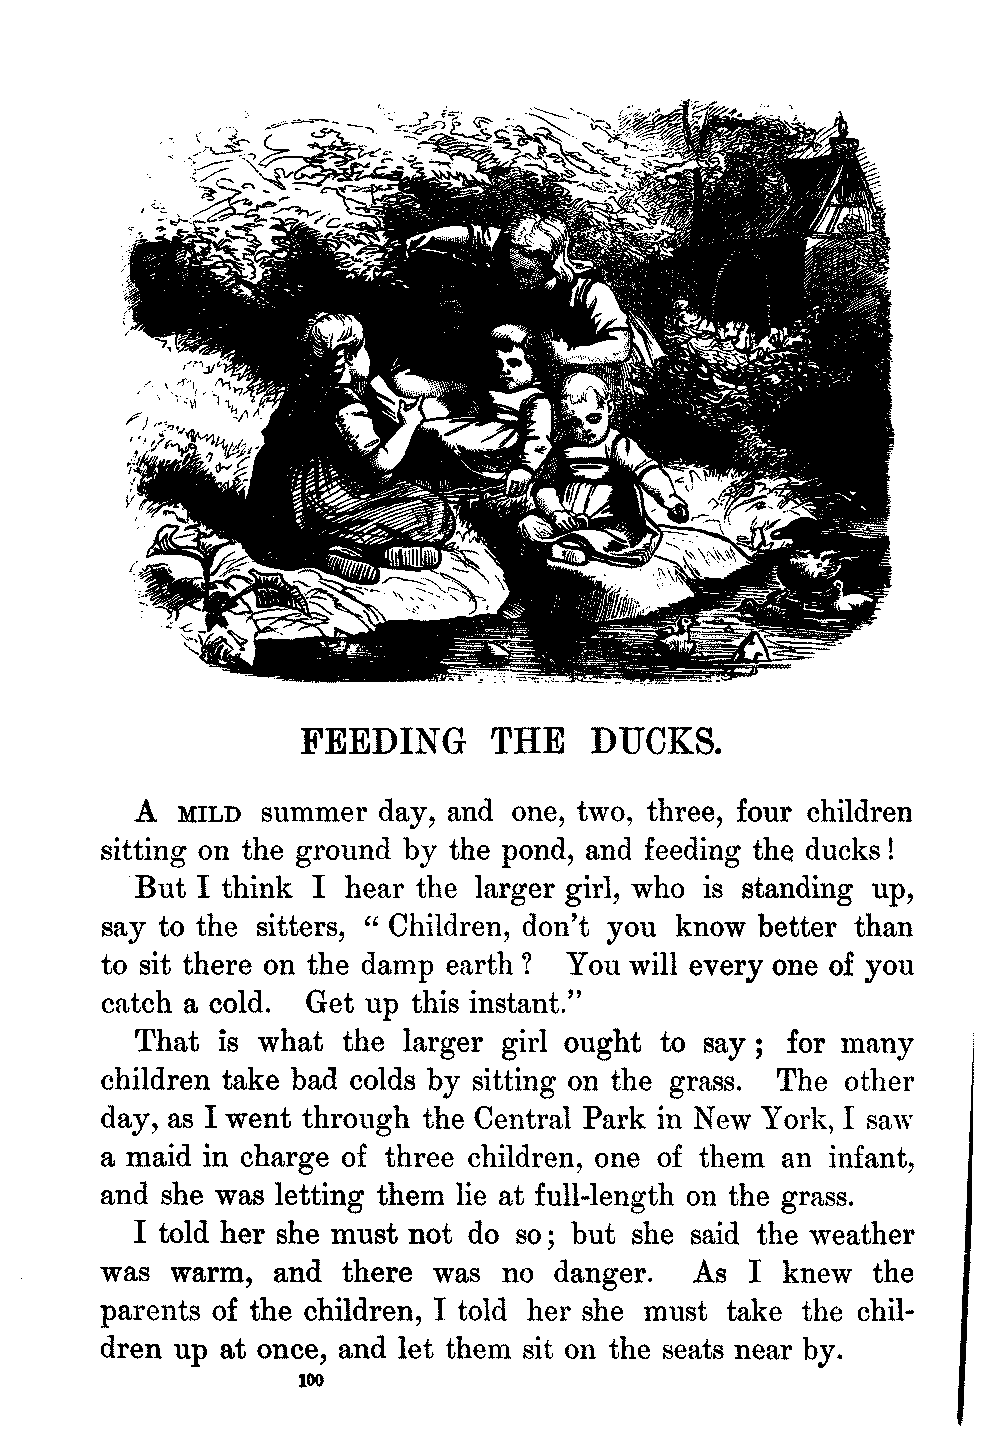 FEEDING THE DUCKS.
A MILD summer day, and one, two, three, four children
sitting on the ground by the pond, and feeding the ducks!
But I think I hear the larger girl, who is standing up,
say to the sitters, “ Children, don’t you know better than
to sit there on the damp earth? You will every one of you
catch a cold. Get up this instant.”
That is what the larger girl ought to say; for many
children take bad colds by sitting on the grass. The other
day, as I went through the Central Park in New York, I saw
a maid in charge of three children, one of them an infant,
and she was letting them lie at full-length on the grass.
I told her she must not do so; but she said the weather
was warm, and there was no danger. As I knew the
parents of the children, I told her she must take the chil-
dren up at once, and let them sit on the seats near by.
100